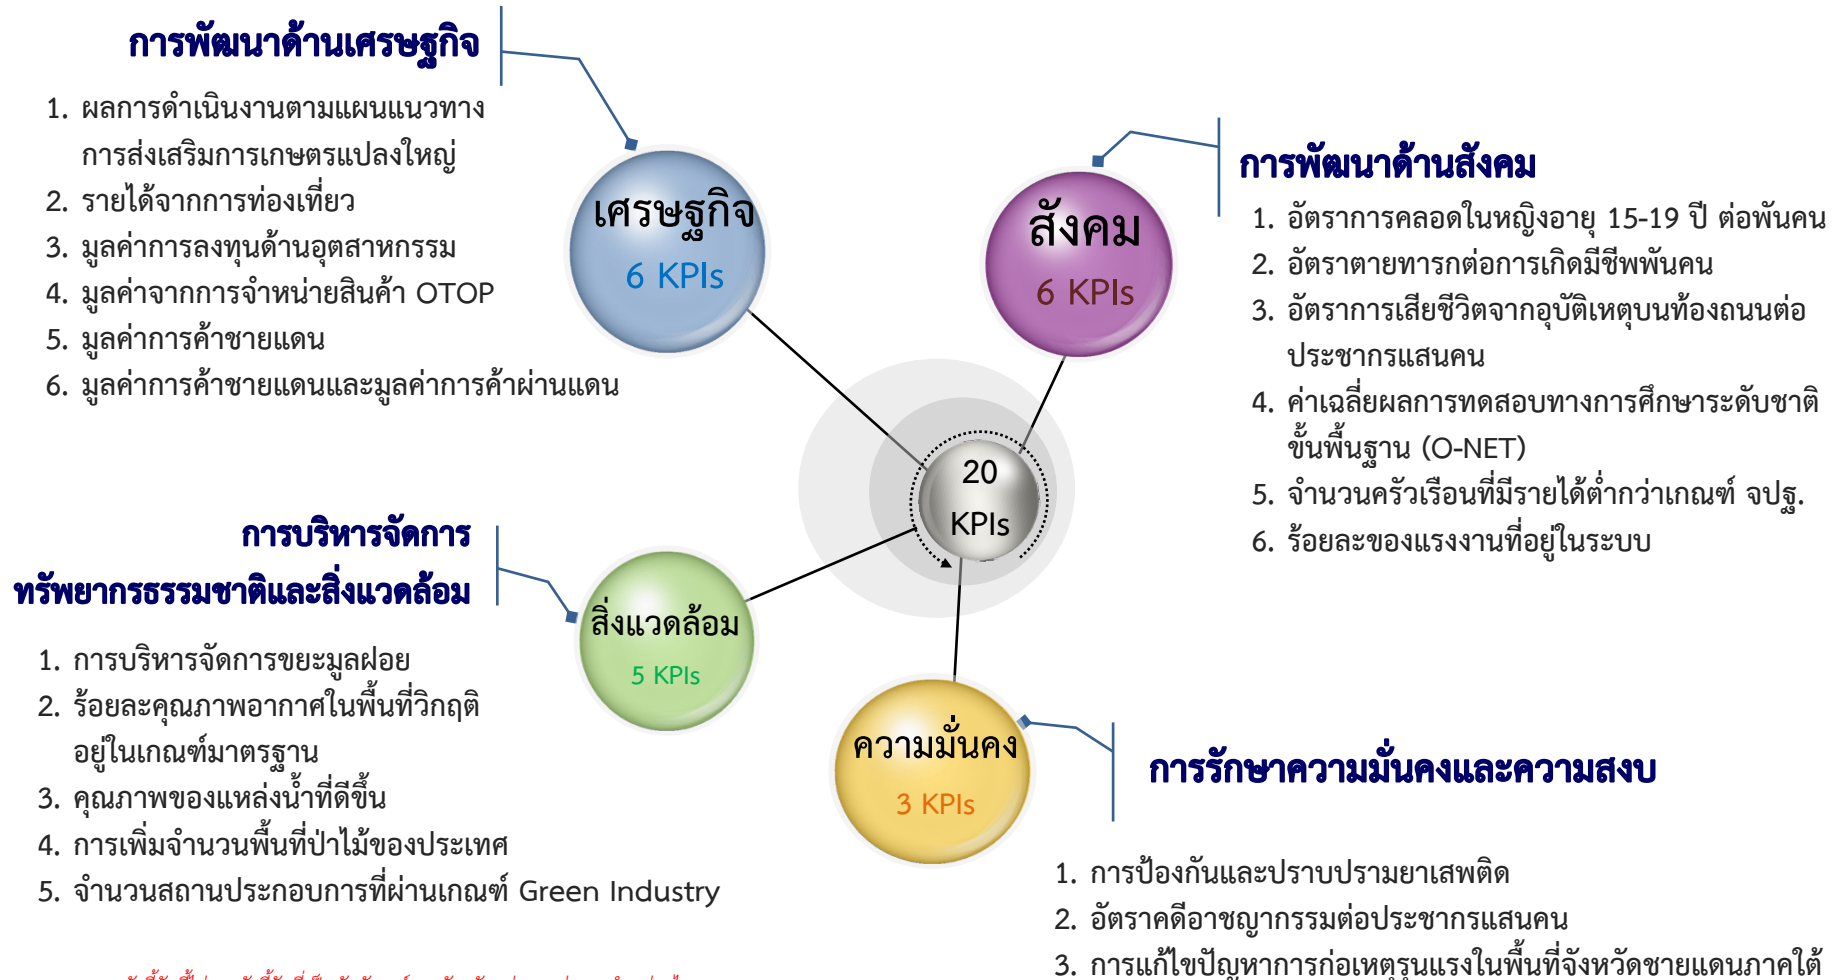 การพัฒนาด้านเศรษฐกิจ
1. ผลการดำเนินงานตามแผนแนวทาง
การส่งเสริมการเกษตรแปลงใหญ่
2. รายได้จากการท่องเที่ยว
3. มูลค่าการลงทุนด้านอุตสาหกรรม
4. มูลค่าจากการจำหน่ายสินค้า OTOP
5. มูลค่าการค้าชายแดน
6. มูลค่าการค้าชายแดนและมูลค่าการค้าผ่านแดน
เศรษฐกิจ
6 KPIs
สังคม
6 KPIs
การพัฒนาด้านสังคม
1. อัตราการคลอดในหญิงอายุ 15-19 ปี ต่อพันคน
2. อัตราตายทารกต่อการเกิดมีชีพพันคน
3. อัตราการเสียชีวิตจากอุบัติเหตุบนท้องถนนต่อ
ประชากรแสนคน
4. ค่าเฉลี่ยผลการทดสอบทางการศึกษาระดับชาติ
ขั้นพื้นฐาน (O-NET)
5. จำนวนครัวเรือนที่มีรายได้ต่ำกว่าเกณฑ์ จปฐ.
6. ร้อยละของแรงงานที่อยู่ในระบบ
20
KPIs
การบริหารจัดการ
ทรัพยากรธรรมชาติและสิ่งแวดล้อม
1. การบริหารจัดการขยะมูลฝอย
2. ร้อยละคุณภาพอากาศในพื้นที่วิกฤติ
อยู่ในเกณฑ์มาตรฐาน
3. คุณภาพของแหล่งน้ำที่ดีขึ้น
4. การเพิ่มจำนวนพื้นที่ป่าไม้ของประเทศ
5. จำนวนสถานประกอบการที่ผ่านเกณฑ์ Green Industry
สิ่งแวดล้อม
5 KPIs
ความมั่นคง
3 KPIs
การรักษาความมั่นคงและความสงบ
1. การป้องกันและปราบปรามยาเสพติด
2. อัตราคดีอาชญากรรมต่อประชากรแสนคน
3. การแก้ไขปัญหาการก่อเหตุรุนแรงในพื้นที่จังหวัดชายแดนภาคใต้